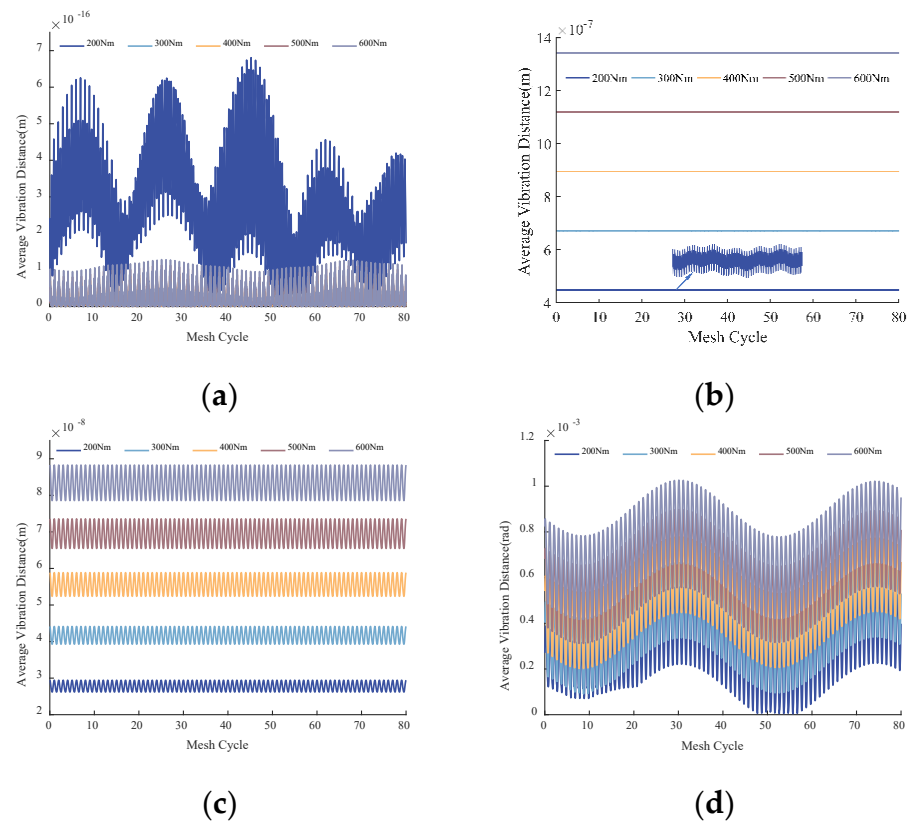 × 10 -16
200Nm 300Nm 400Nm 500Nm 600Nm
7
6
5
4
3
2
1
0
Average Vibration Distance(m)
0 10 20 30 40 50 60 70 80
Mesh Cycle
(a)
× 10-7
14
12
10
8
6
4
200Nm 300Nm 400Nm 500Nm 600Nm
Average Vibration Distance(m)
0 10 20 30 40 50 60 70 80
Mesh Cycle
(b)
× 10 -8
200Nm 300Nm 400Nm 500Nm 600Nm
9
8
7
6
5
4
3
2
Average Vibration Distance(m)
0 10 20 30 40 50 60 70 80
Mesh Cycle
(c)
× 10 -3
1.2
200Nm 300Nm 400Nm 500Nm 600Nm
1
0.8
0.6
0.4
0.2
0
Average Vibration Distance(rad)
0 10 20 30 40 50 60 70 80
Mesh Cycle
(d)